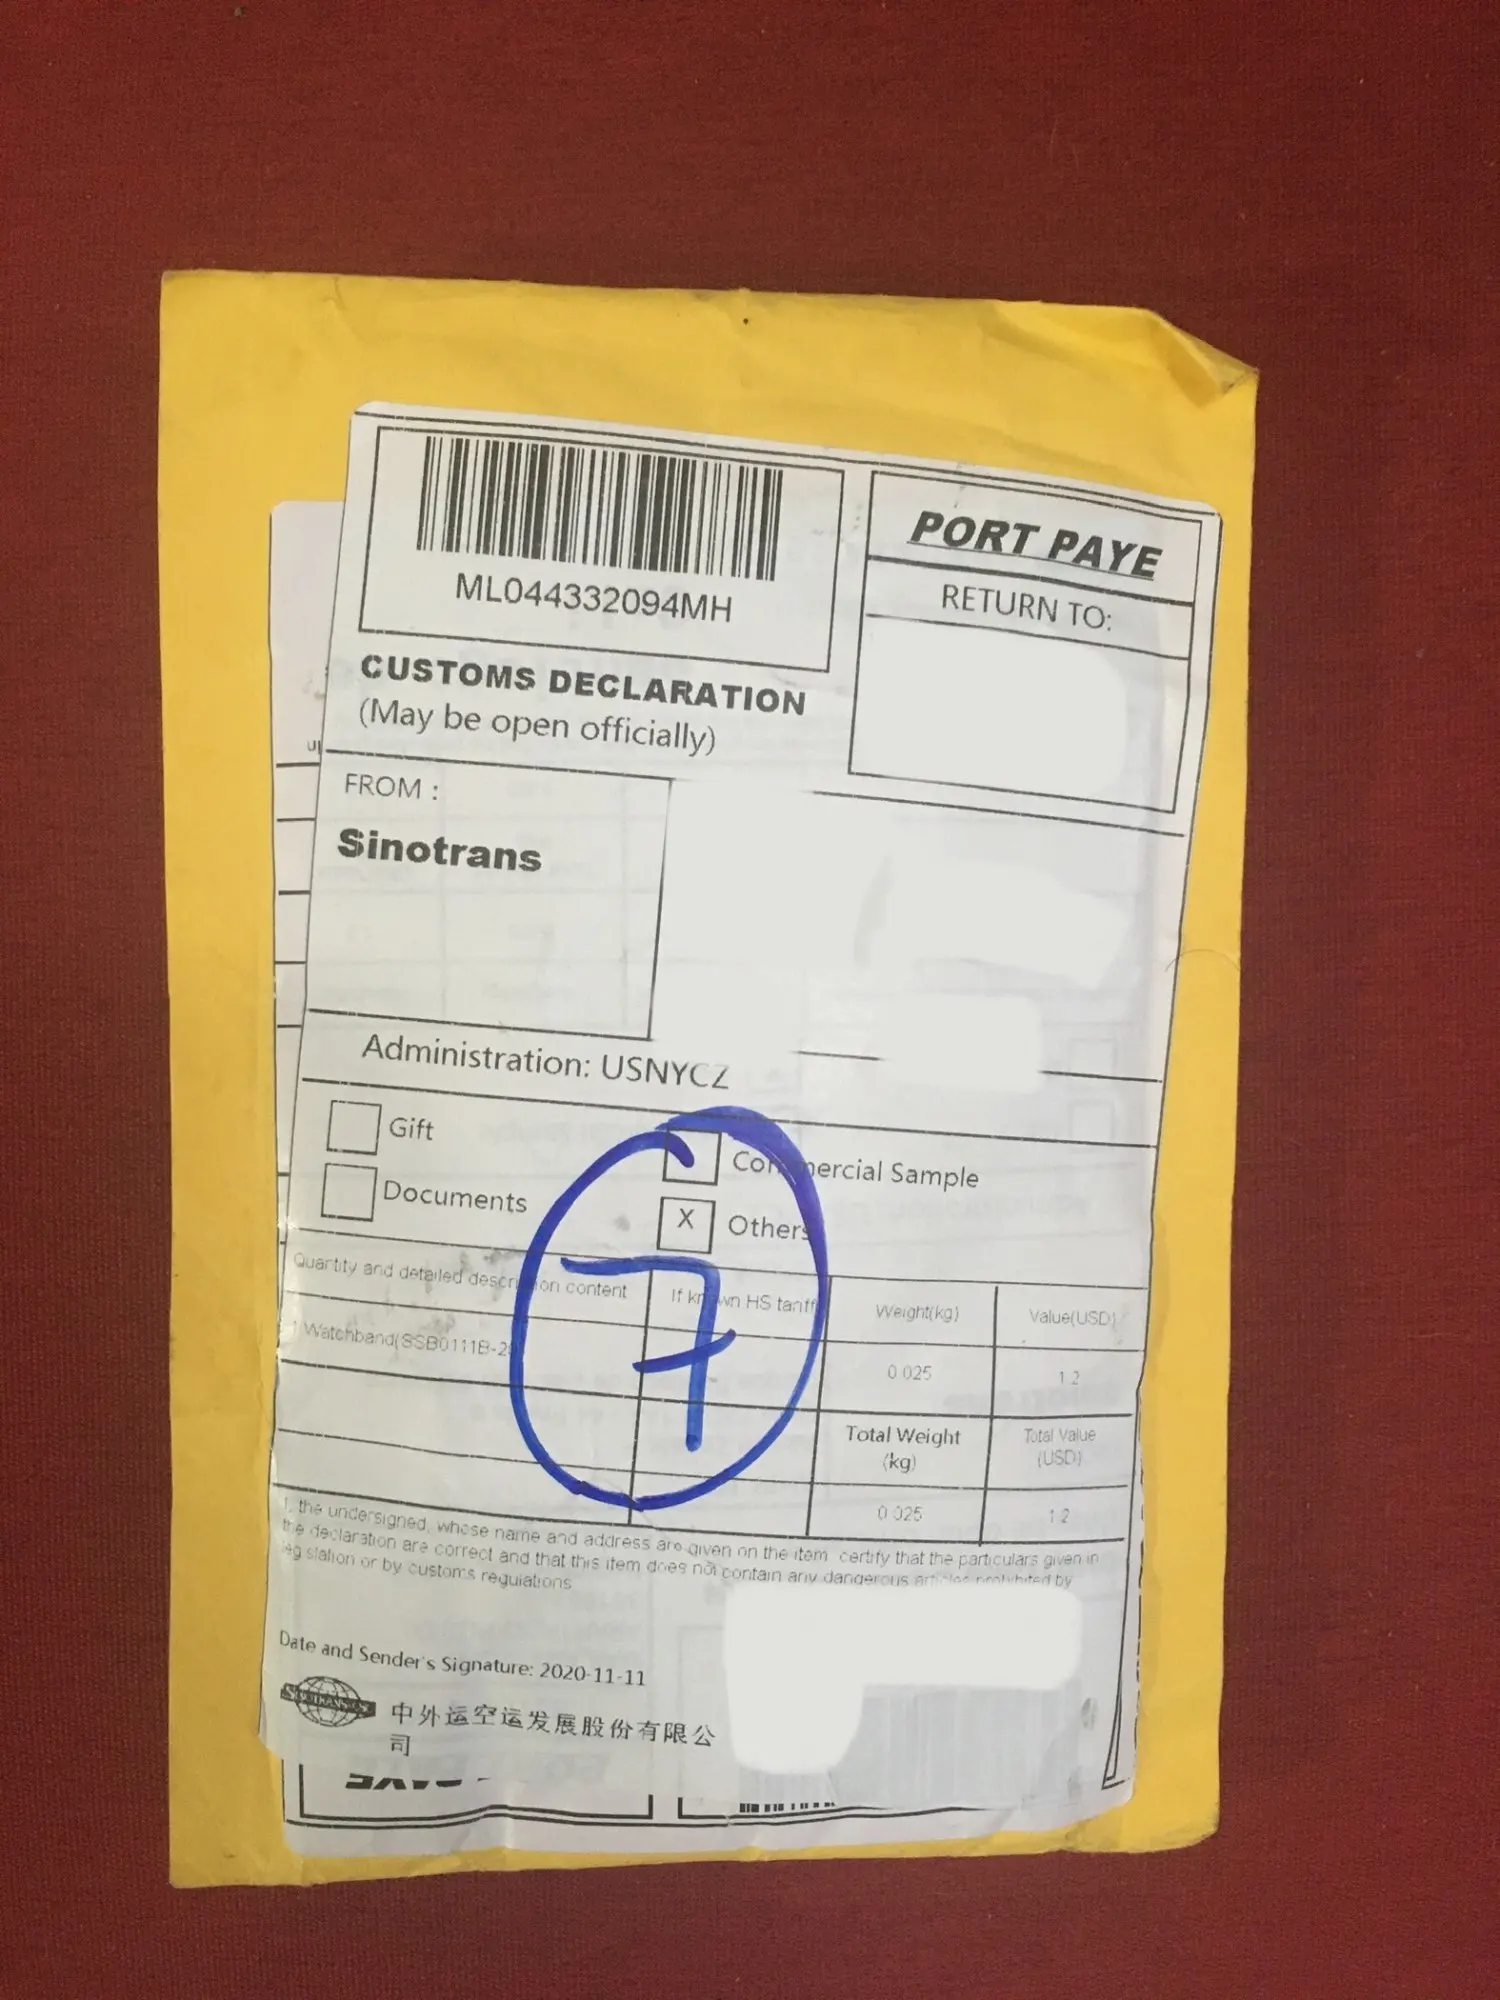 ML044332094MH
PORT PAYE
RETURN TO:
CUSTOMS DECLARATION
(May be open officially)
FROM :
Sinotrans
Administration: USNYCZ
Gift
Commercial Sample
Documents
X Others
Quantity and detailed description content
If known HS tariff
Weight(kg)
Value(USD)
1 Watchband(SSB0111B-20
0.025
1.2
7
Total Weight
(kg)
Total Value
(USD)
0.025
1.2
I, the undersigned, whose name and address are given on the item, certify that the particulars given in
the declaration are correct and that this item does not contain any dangerous articles prohibited by
legislation or by customs regulations
Date and Sender's Signature: 2020-11-11
中外运空运发展股份有限公
司